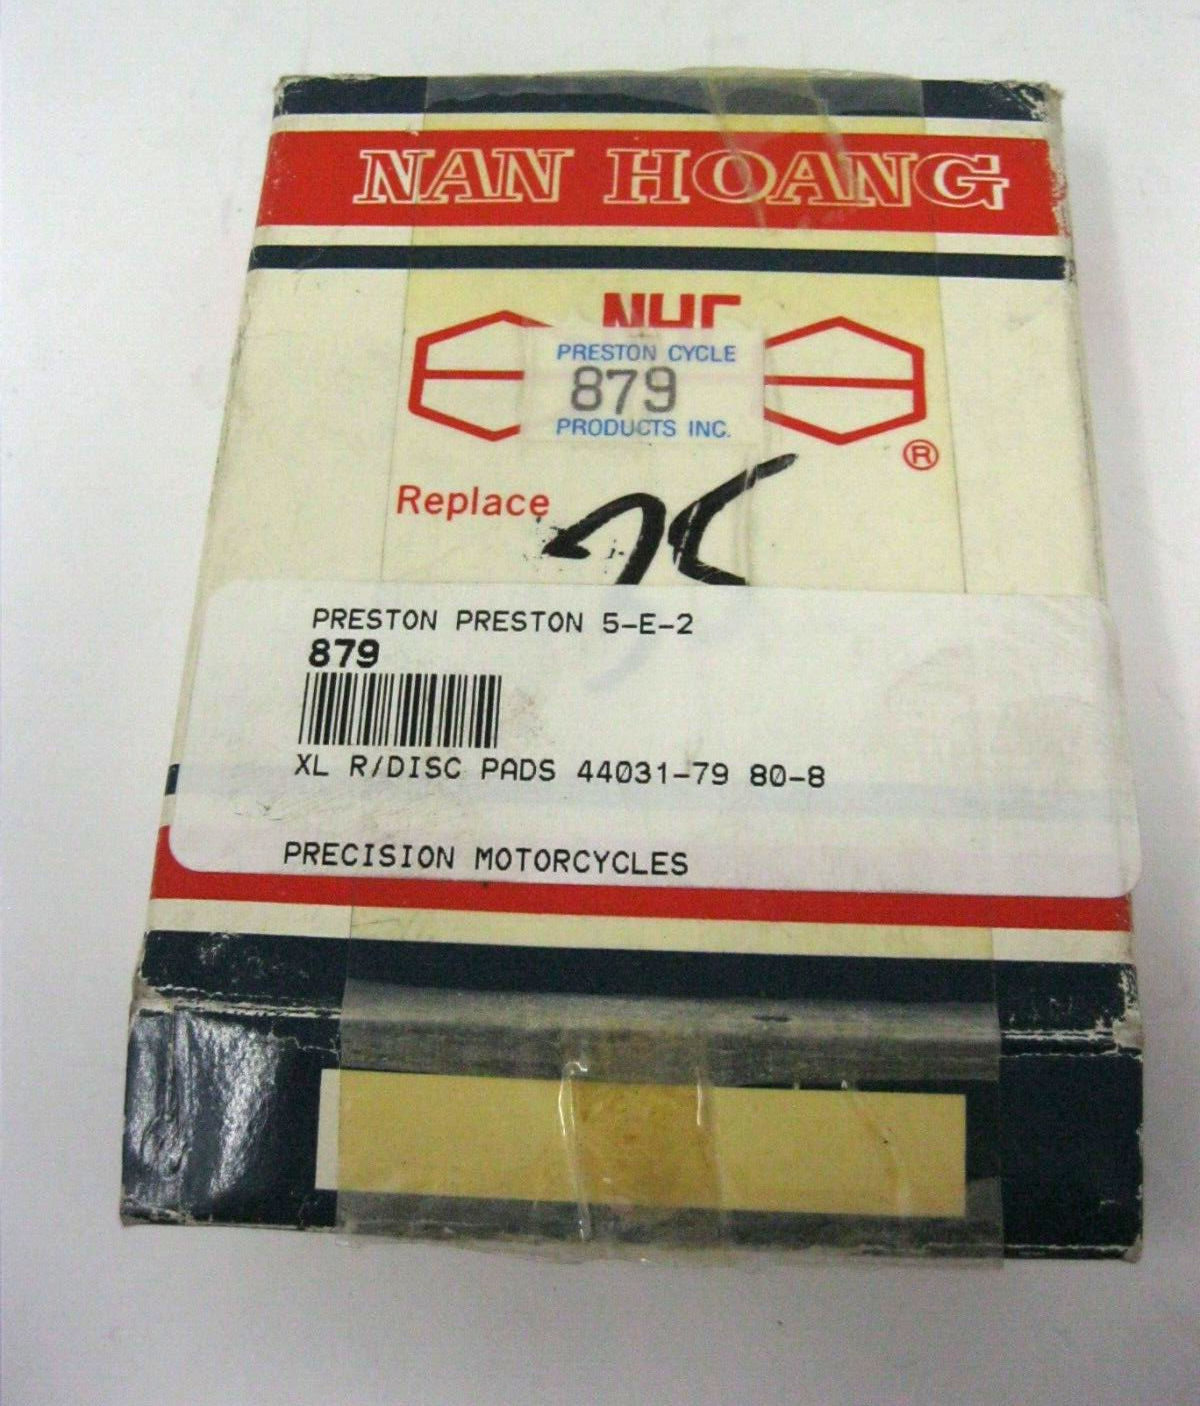 NAN HOANG
PRESTON CYCLE
879
PRODUCTS INC.
®
Replace
PRESTON PRESTON 5-E-2
879
XL R/DISC PADS 44031-79 80-8
PRECISION MOTORCYCLES